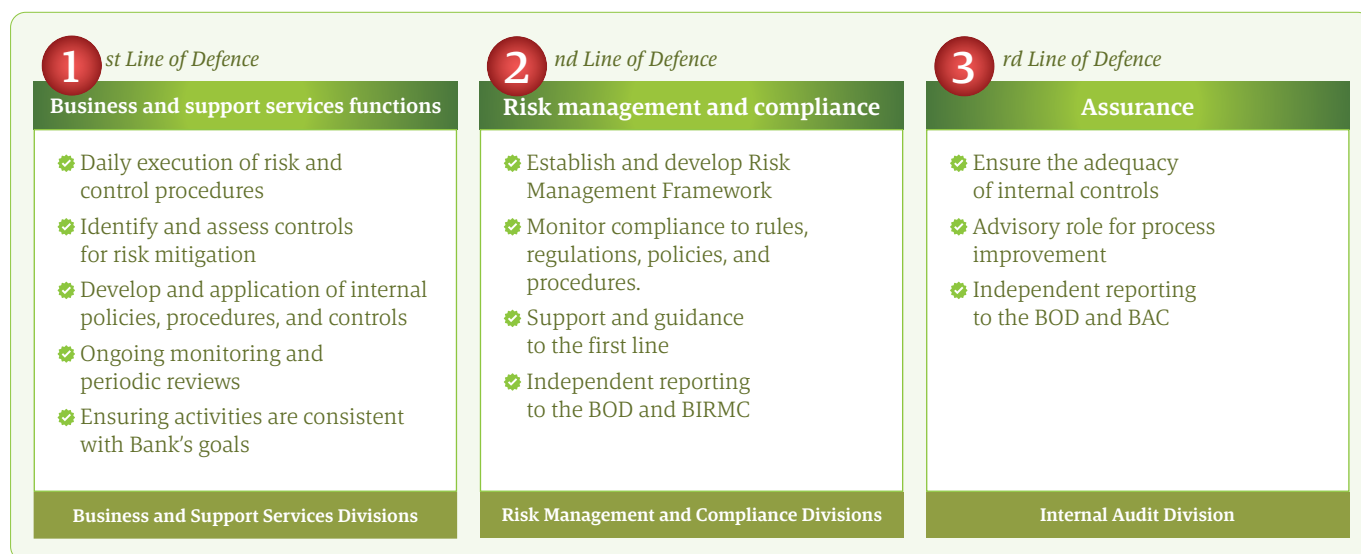 1 st Line of Defence
Business and support services functions
Daily execution of risk and
control procedures
Identify and assess controls
for risk mitigation
Develop and application of internal
policies, procedures, and controls
Ongoing monitoring and
periodic reviews
Ensuring activities are consistent
with Bank’s goals
Business and Support Services Divisions
2 nd Line of Defence
Risk management and compliance
Establish and develop Risk
Management Framework
Monitor compliance to rules,
regulations, policies, and
procedures.
Support and guidance
to the first line
Independent reporting
to the BOD and BIRMC
Risk Management and Compliance Divisions
3 rd Line of Defence
Assurance
Ensure the adequacy
of internal controls
Advisory role for process
improvement
Independent reporting
to the BOD and BAC
Internal Audit Division